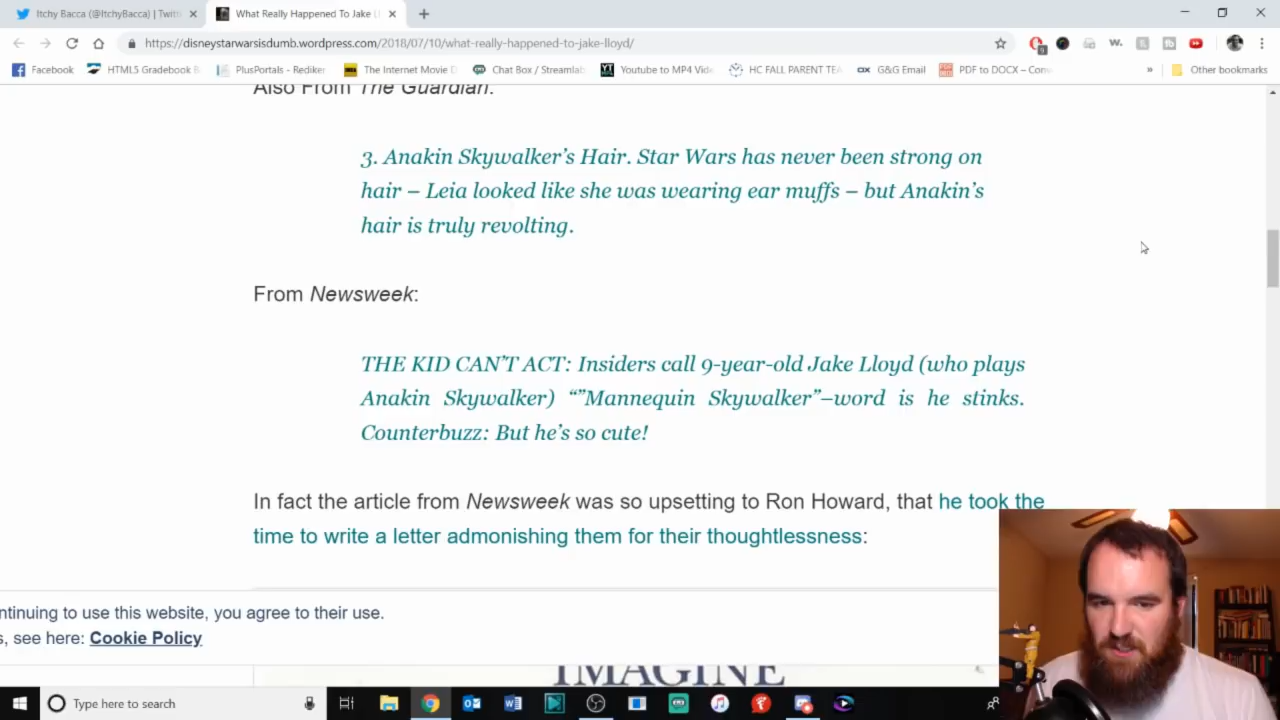 Itchy Bacca (@ItchyBacca) | Twitt
What Really Happened To Jake Ll
https://disneystarwarsisdumb.wordpress.com/2018/07/10/what-really-happened-to-jake-lloyd/
Facebook
HTML5 Gradebook
PlusPortals - Rediker
The Internet Movie D
Chat Box / Streamlab
Youtube to MP4 Vide
HC FALL PARENT TEA
G&G Email
PDF to DOCX – Con
Other bookmarks
Also From The Guardian:
3. Anakin Skywalker's Hair. Star Wars has never been strong on
hair – Leia looked like she was wearing ear muffs – but Anakin's
hair is truly revolting.
From Newsweek:
THE KID CAN'T ACT: Insiders call 9-year-old Jake Lloyd (who plays
Anakin Skywalker) “”Mannequin Skywalker”–word is he stinks.
Counterbuzz: But he's so cute!
In fact the article from Newsweek was so upsetting to Ron Howard, that he took the
time to write a letter admonishing them for their thoughtlessness:
ntinuing to use this website, you agree to their use.
s, see here: Cookie Policy
IMAGINE
Type here to search